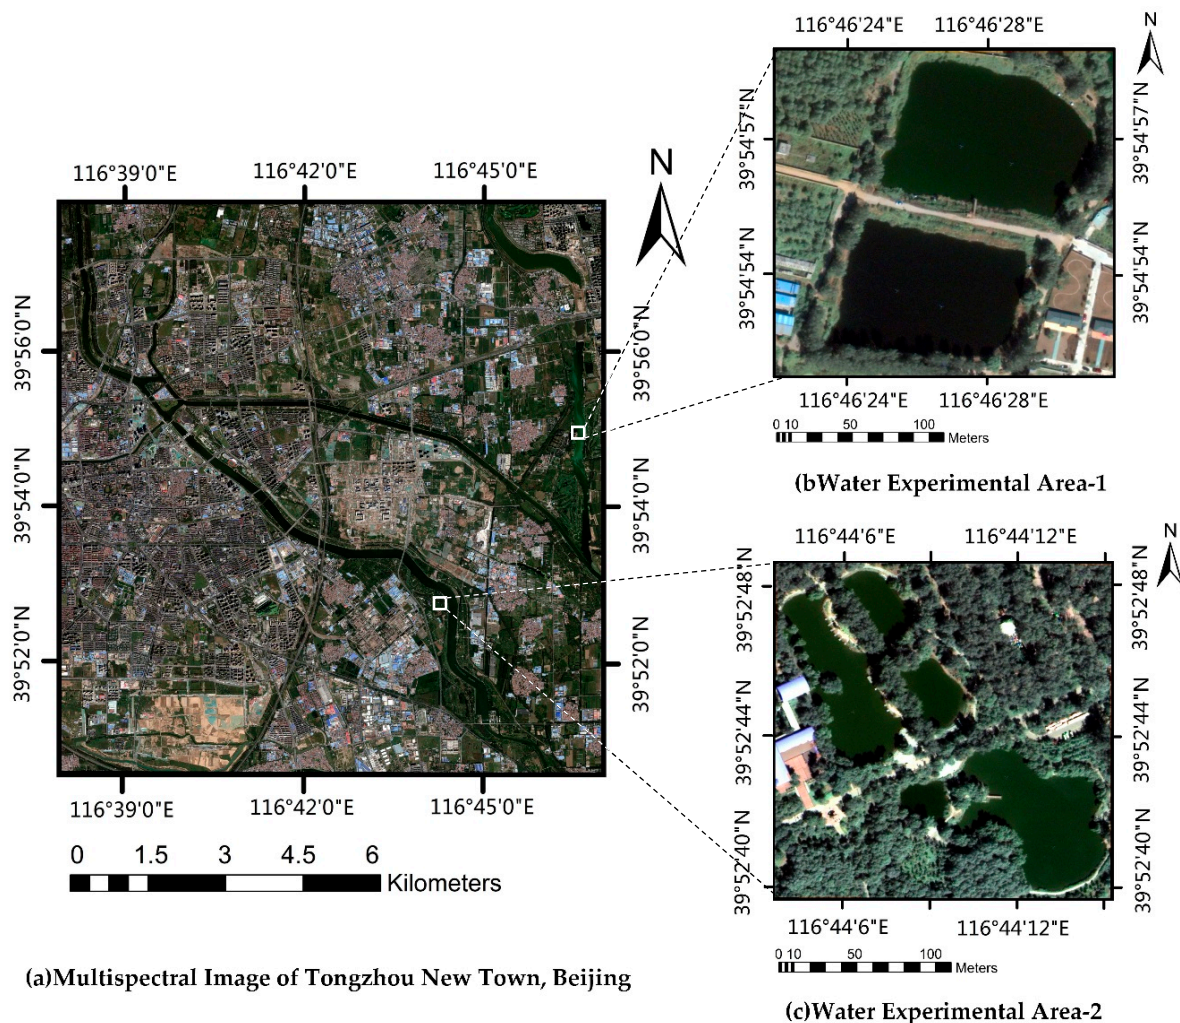 116°46'24"E 116°46'28"E
N
39°54'57"N 39°54'57"N
39°54'54"N 39°54'54"N
116°46'24"E 116°46'28"E
0 10 50 100 Meters
(bWater Experimental Area-1
N
116°39'0"E 116°42'0"E 116°45'0"E
39°56'0"N 39°56'0"N
39°54'0"N 39°54'0"N
39°52'0"N 39°52'0"N
116°39'0"E 116°42'0"E 116°45'0"E
0 1.5 3 4.5 6
Kilometers
(a)Multispectral Image of Tongzhou New Town, Beijing
116°44'6"E 116°44'12"E
N
39°52'48"N 39°52'48"N
39°52'44"N 39°52'44"N
39°52'40"N 39°52'40"N
116°44'6"E 116°44'12"E
0 10 50 100
Meters
(c)Water Experimental Area-2